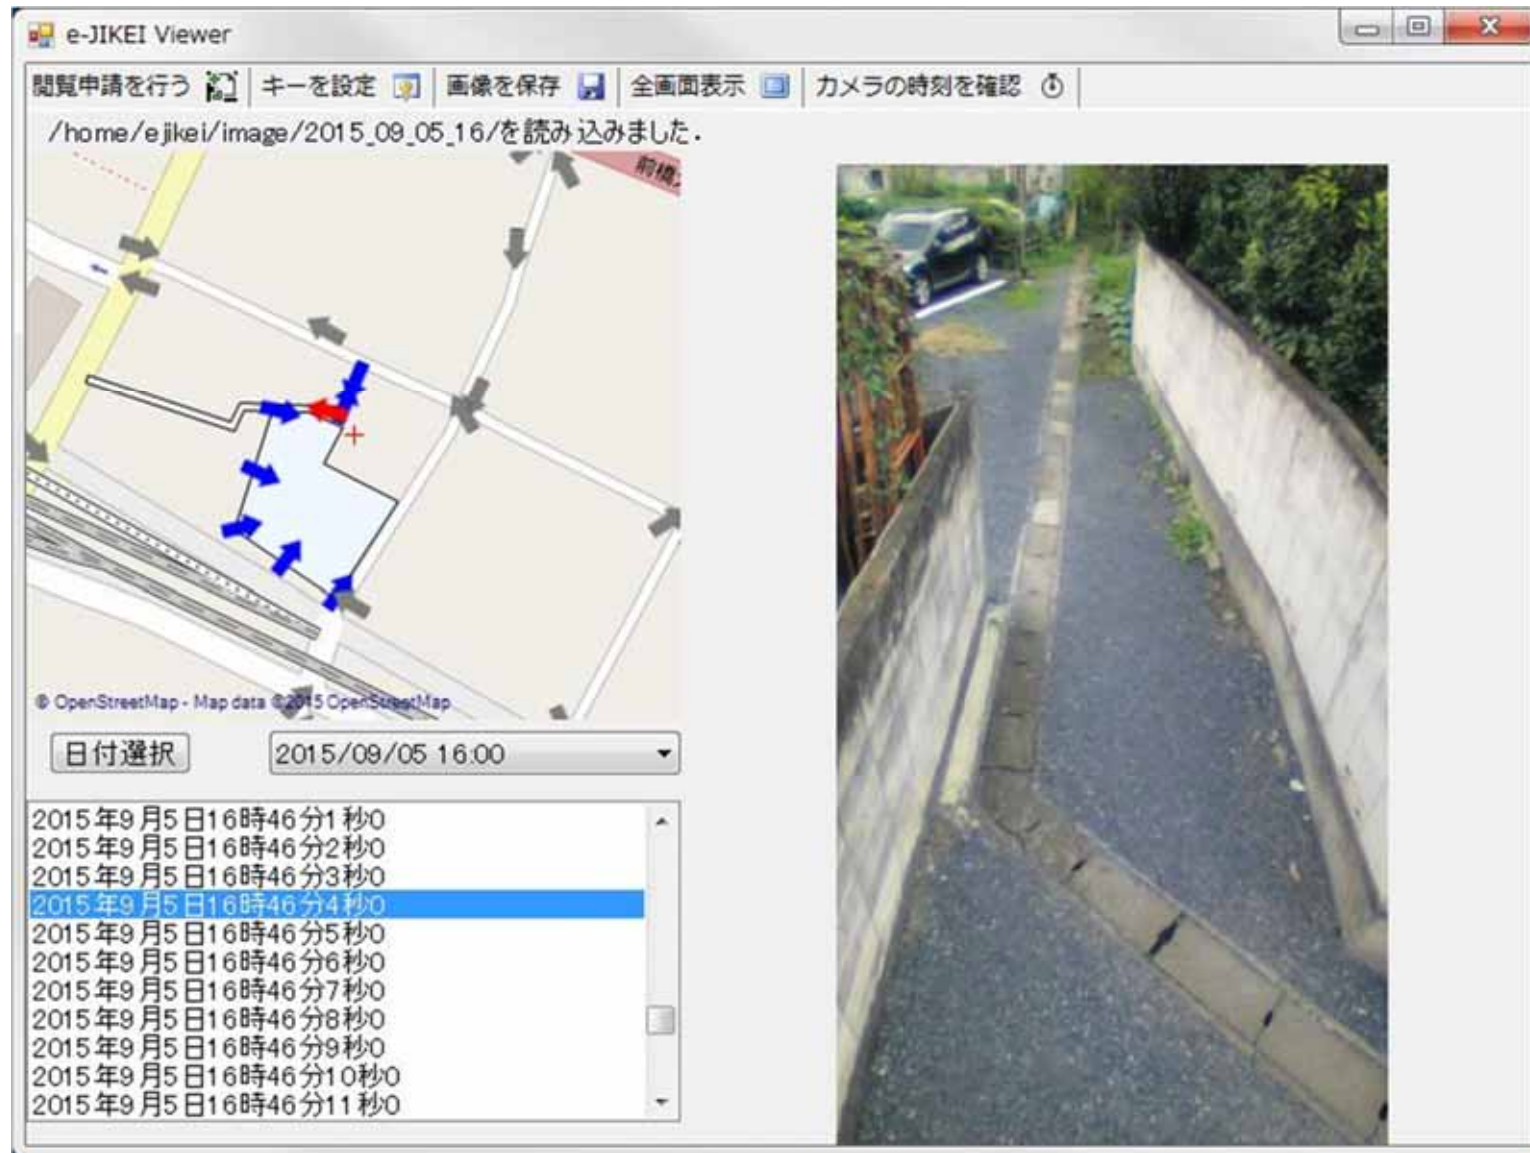 e-JIKEI Viewer
閲覧申請を行う キーを設定 画像を保存 全画面表示 カメラの時刻を確認
/home/ejikei/image/2015_09_05_16/を読み込みました.
前橋
© OpenStreetMap - Map data ©2015 OpenStreetMap
日付選択 2015/09/05 16:00
2015年9月5日16時46分1秒0
2015年9月5日16時46分2秒0
2015年9月5日16時46分3秒0
2015年9月5日16時46分4秒0
2015年9月5日16時46分5秒0
2015年9月5日16時46分6秒0
2015年9月5日16時46分7秒0
2015年9月5日16時46分8秒0
2015年9月5日16時46分9秒0
2015年9月5日16時46分10秒0
2015年9月5日16時46分11秒0